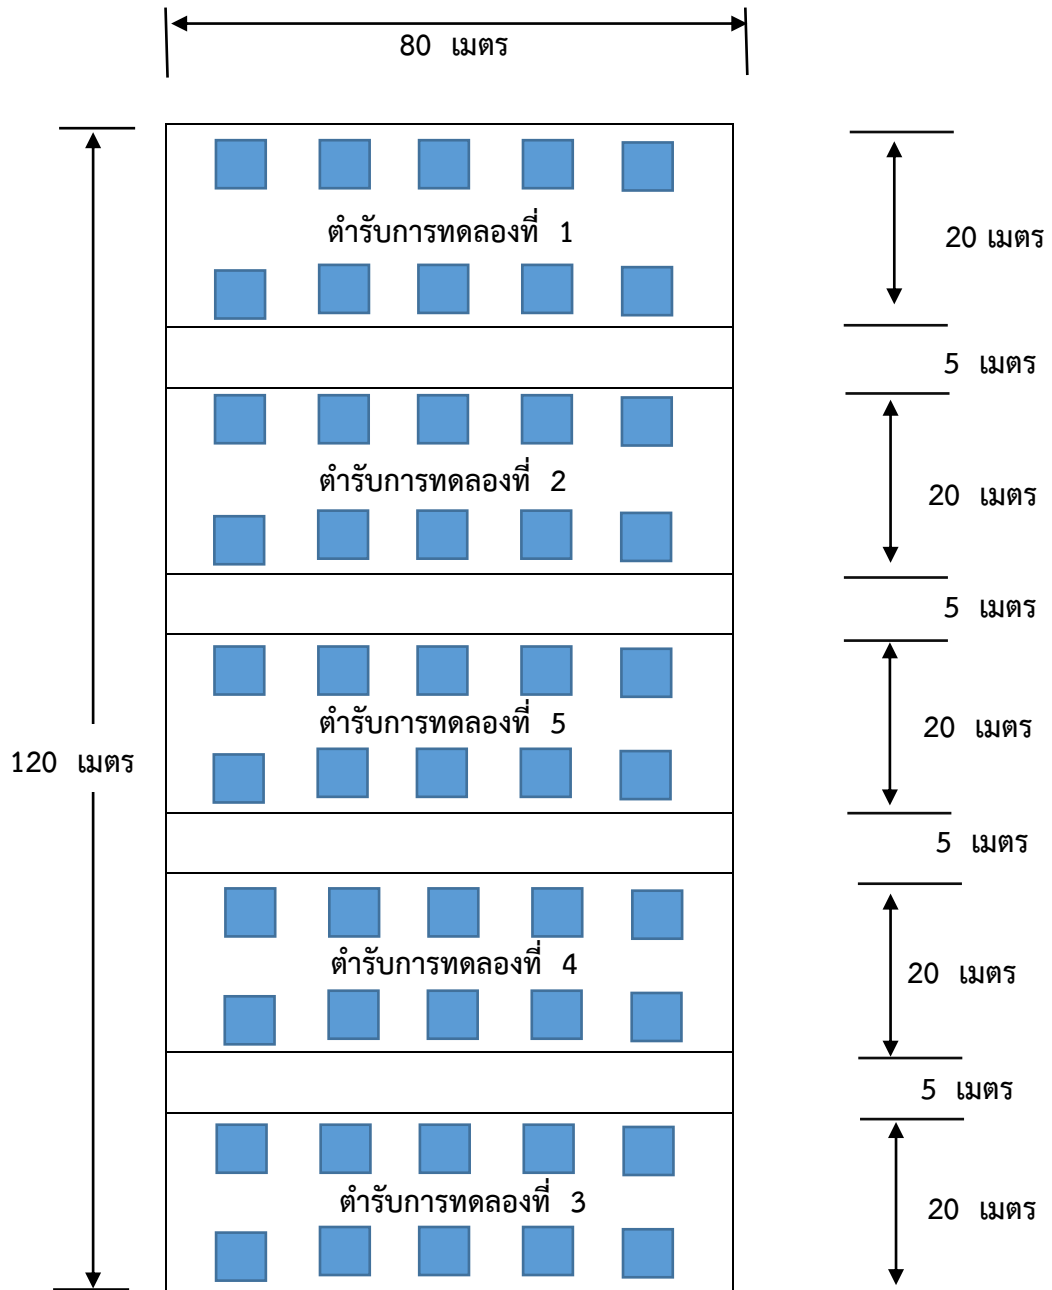 80 เมตร
ตำรับการทดลองที่ 1
20 เมตร
5 เมตร
ตำรับการทดลองที่ 2
20 เมตร
5 เมตร
ตำรับการทดลองที่ 5
20 เมตร
120 เมตร
5 เมตร
ตำรับการทดลองที่ 4
20 เมตร
5 เมตร
ตำรับการทดลองที่ 3
20 เมตร